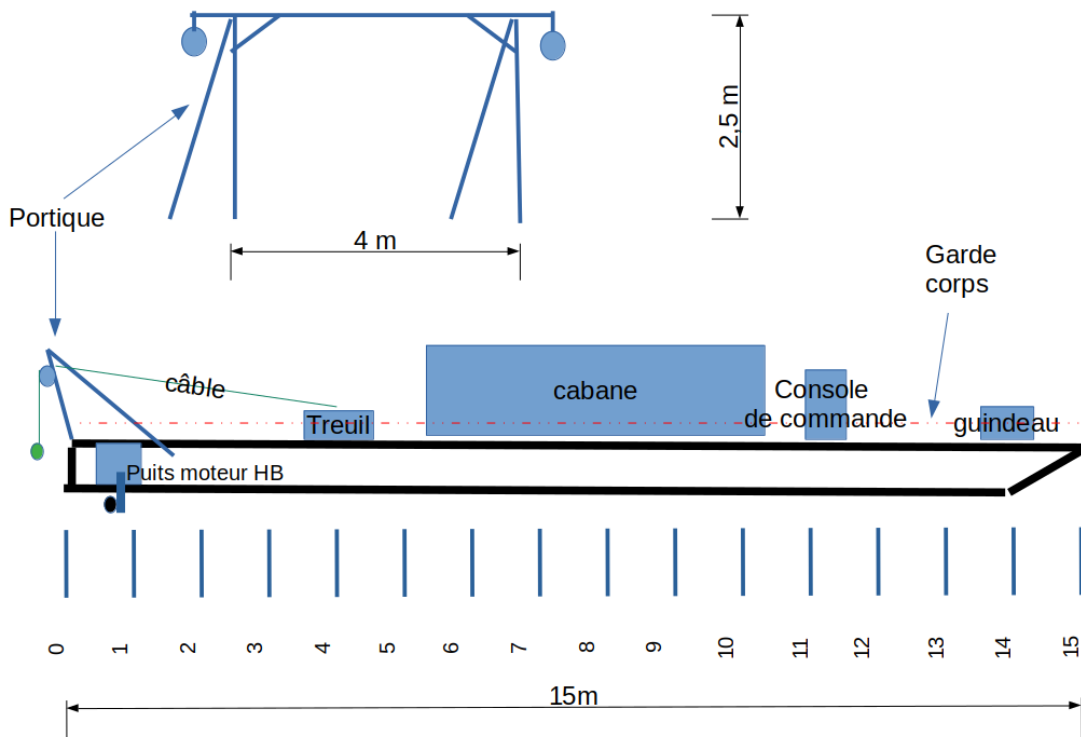 2,5 m
Portique
4 m
Garde
corps
câble
cabane
Console
de commande
Treuil
guindeau
Puits moteur HB
0
1
2
3
4
5
6
7
8
9
10
11
12
13
14
15
15m